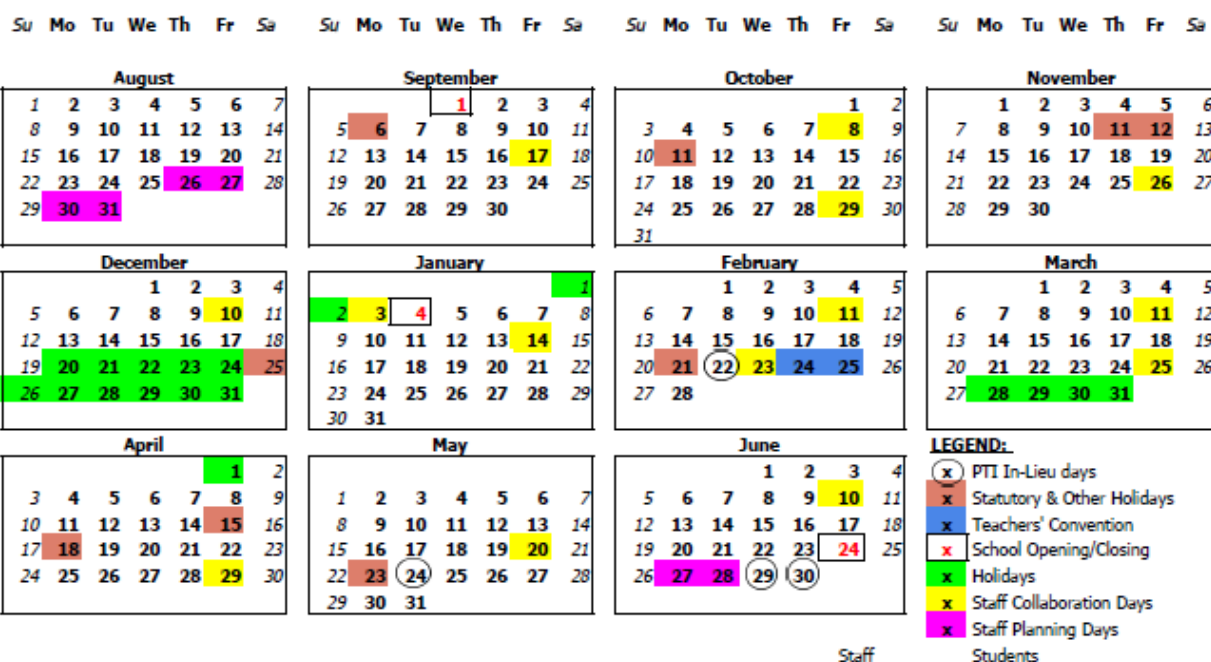 Su Mo Tu We Th Fr Sa Su Mo Tu We Th Fr Sa Su Mo Tu We Th Fr Sa Su Mo Tu We Th Fr Sa
August
1 2 3 4 5 6 7
8 9 10 11 12 13 14
15 16 17 18 19 20 21
22 23 24 25 26 27 28
29 30 31
September
1 2 3 4
5 6 7 8 9 10 11
12 13 14 15 16 17 18
19 20 21 22 23 24 25
26 27 28 29 30
October
1 2
3 4 5 6 7 8 9
10 11 12 13 14 15 16
17 18 19 20 21 22 23
24 25 26 27 28 29 30
31
November
1 2 3 4 5 6
7 8 9 10 11 12 13
14 15 16 17 18 19 20
21 22 23 24 25 26 27
28 29 30
December
1 2 3 4
5 6 7 8 9 10 11
12 13 14 15 16 17 18
19 20 21 22 23 24 25
26 27 28 29 30 31
January
1
2 3 4 5 6 7 8
9 10 11 12 13 14 15
16 17 18 19 20 21 22
23 24 25 26 27 28 29
30 31
February
1 2 3 4 5
6 7 8 9 10 11 12
13 14 15 16 17 18 19
20 21 22 23 24 25 26
27 28
March
1 2 3 4 5
6 7 8 9 10 11 12
13 14 15 16 17 18 19
20 21 22 23 24 25 26
27 28 29 30 31
April
1 2
3 4 5 6 7 8 9
10 11 12 13 14 15 16
17 18 19 20 21 22 23
24 25 26 27 28 29 30
May
1 2 3 4 5 6 7
8 9 10 11 12 13 14
15 16 17 18 19 20 21
22 23 24 25 26 27 28
29 30 31
June
1 2 3 4
5 6 7 8 9 10 11
12 13 14 15 16 17 18
19 20 21 22 23 24 25
26 27 28 29 30
LEGEND:
x PTI In-Lieu days
x Statutory & Other Holidays
x Teachers' Convention
x School Opening/Closing
x Holidays
x Staff Collaboration Days
x Staff Planning Days
Staff Students